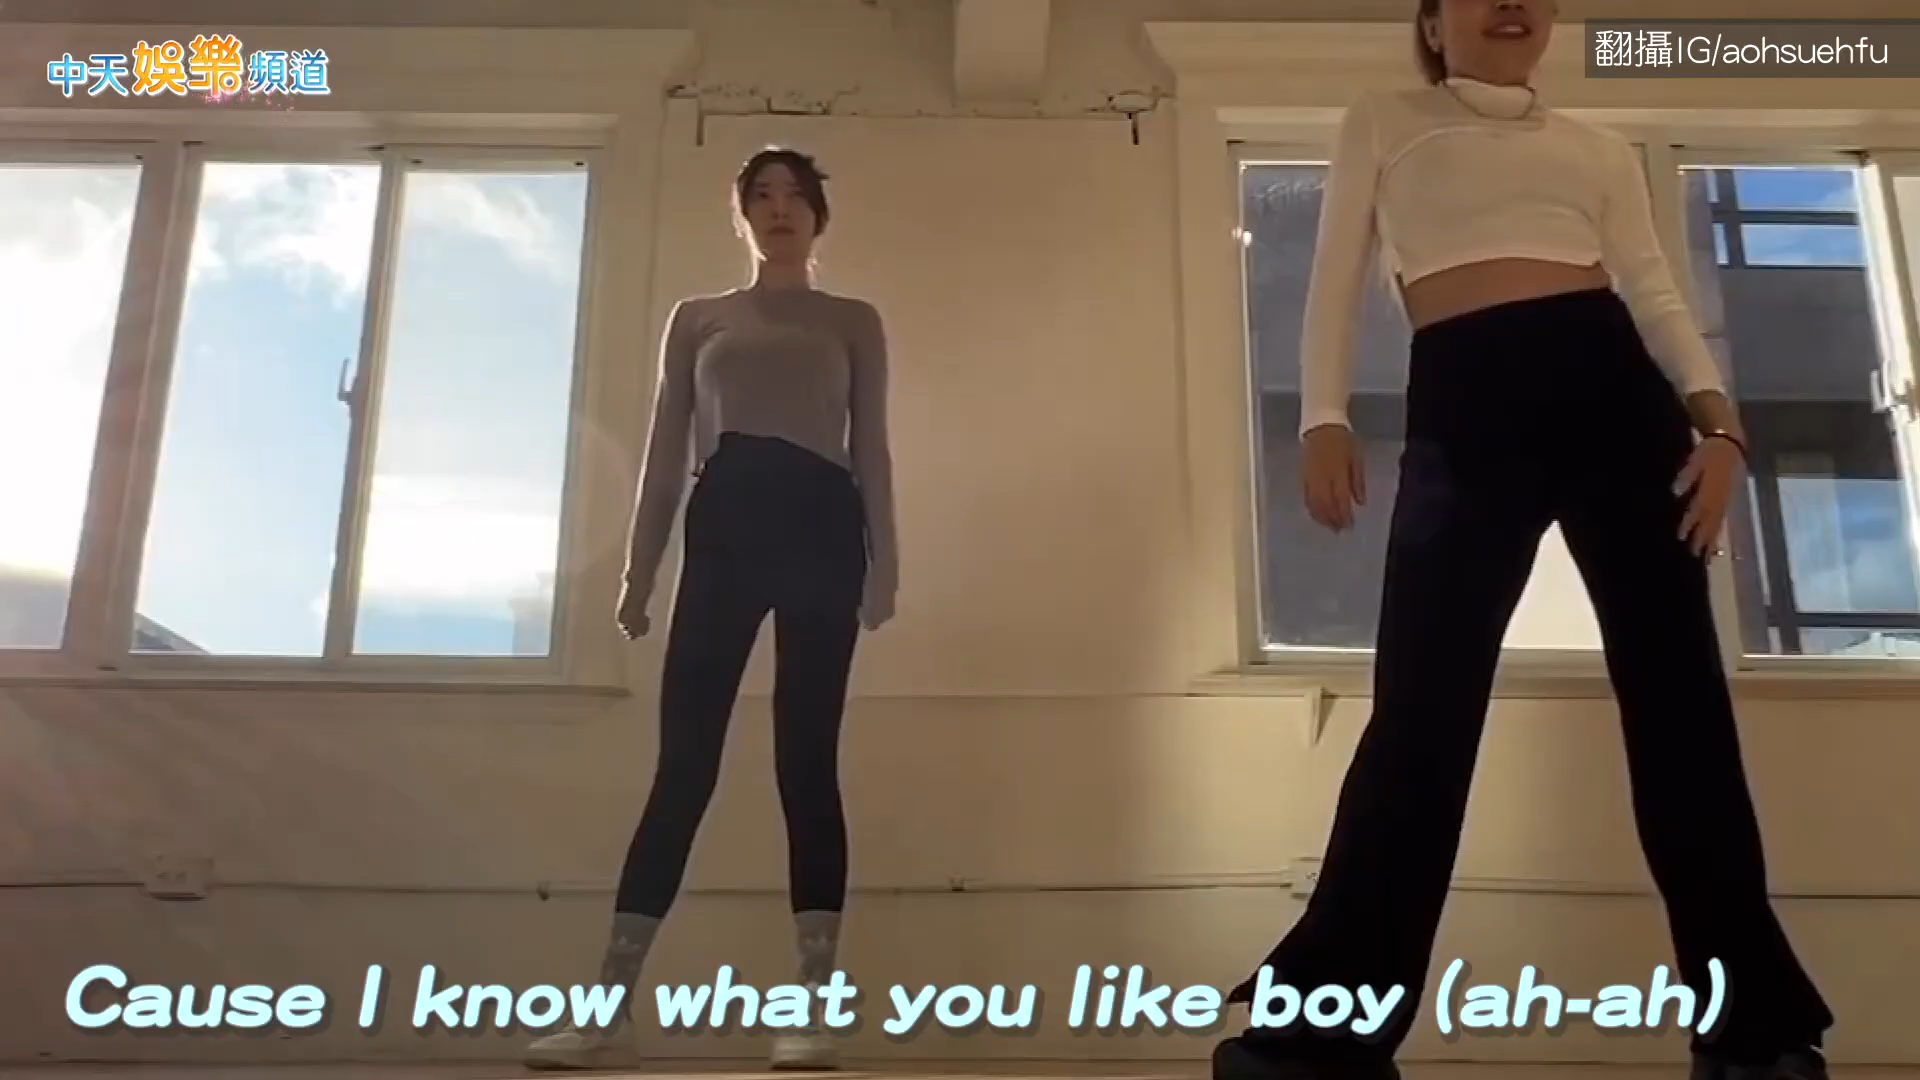 中天娛樂頻道
翻攝IG/aohsuehfu
Cause I know what you like boy (ah-ah)